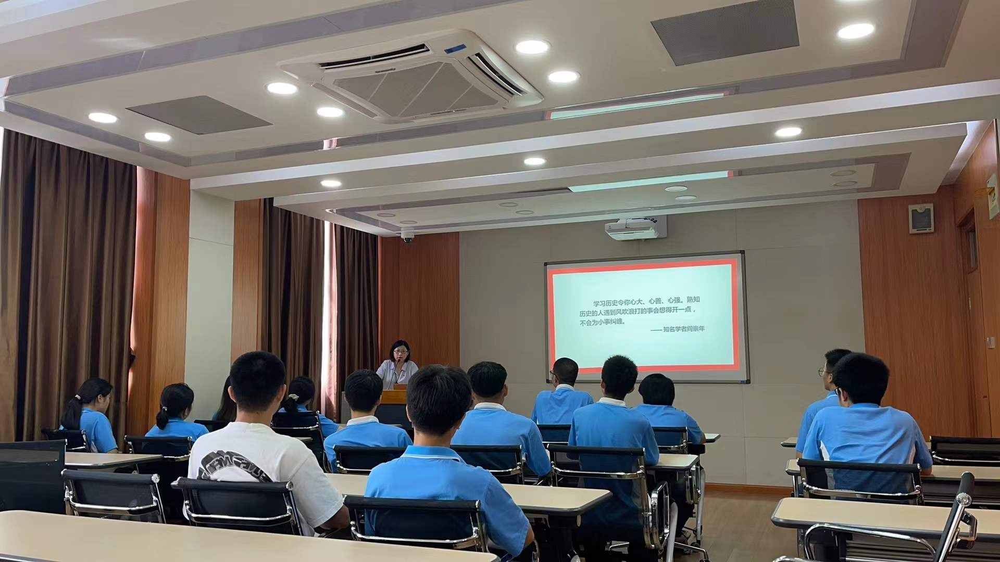 学习历史令你心大、心善、心强。熟知
历史的人遇到风吹浪打的事会想得开一点，
不会为小事纠缠。
—— 知名学者阎崇年